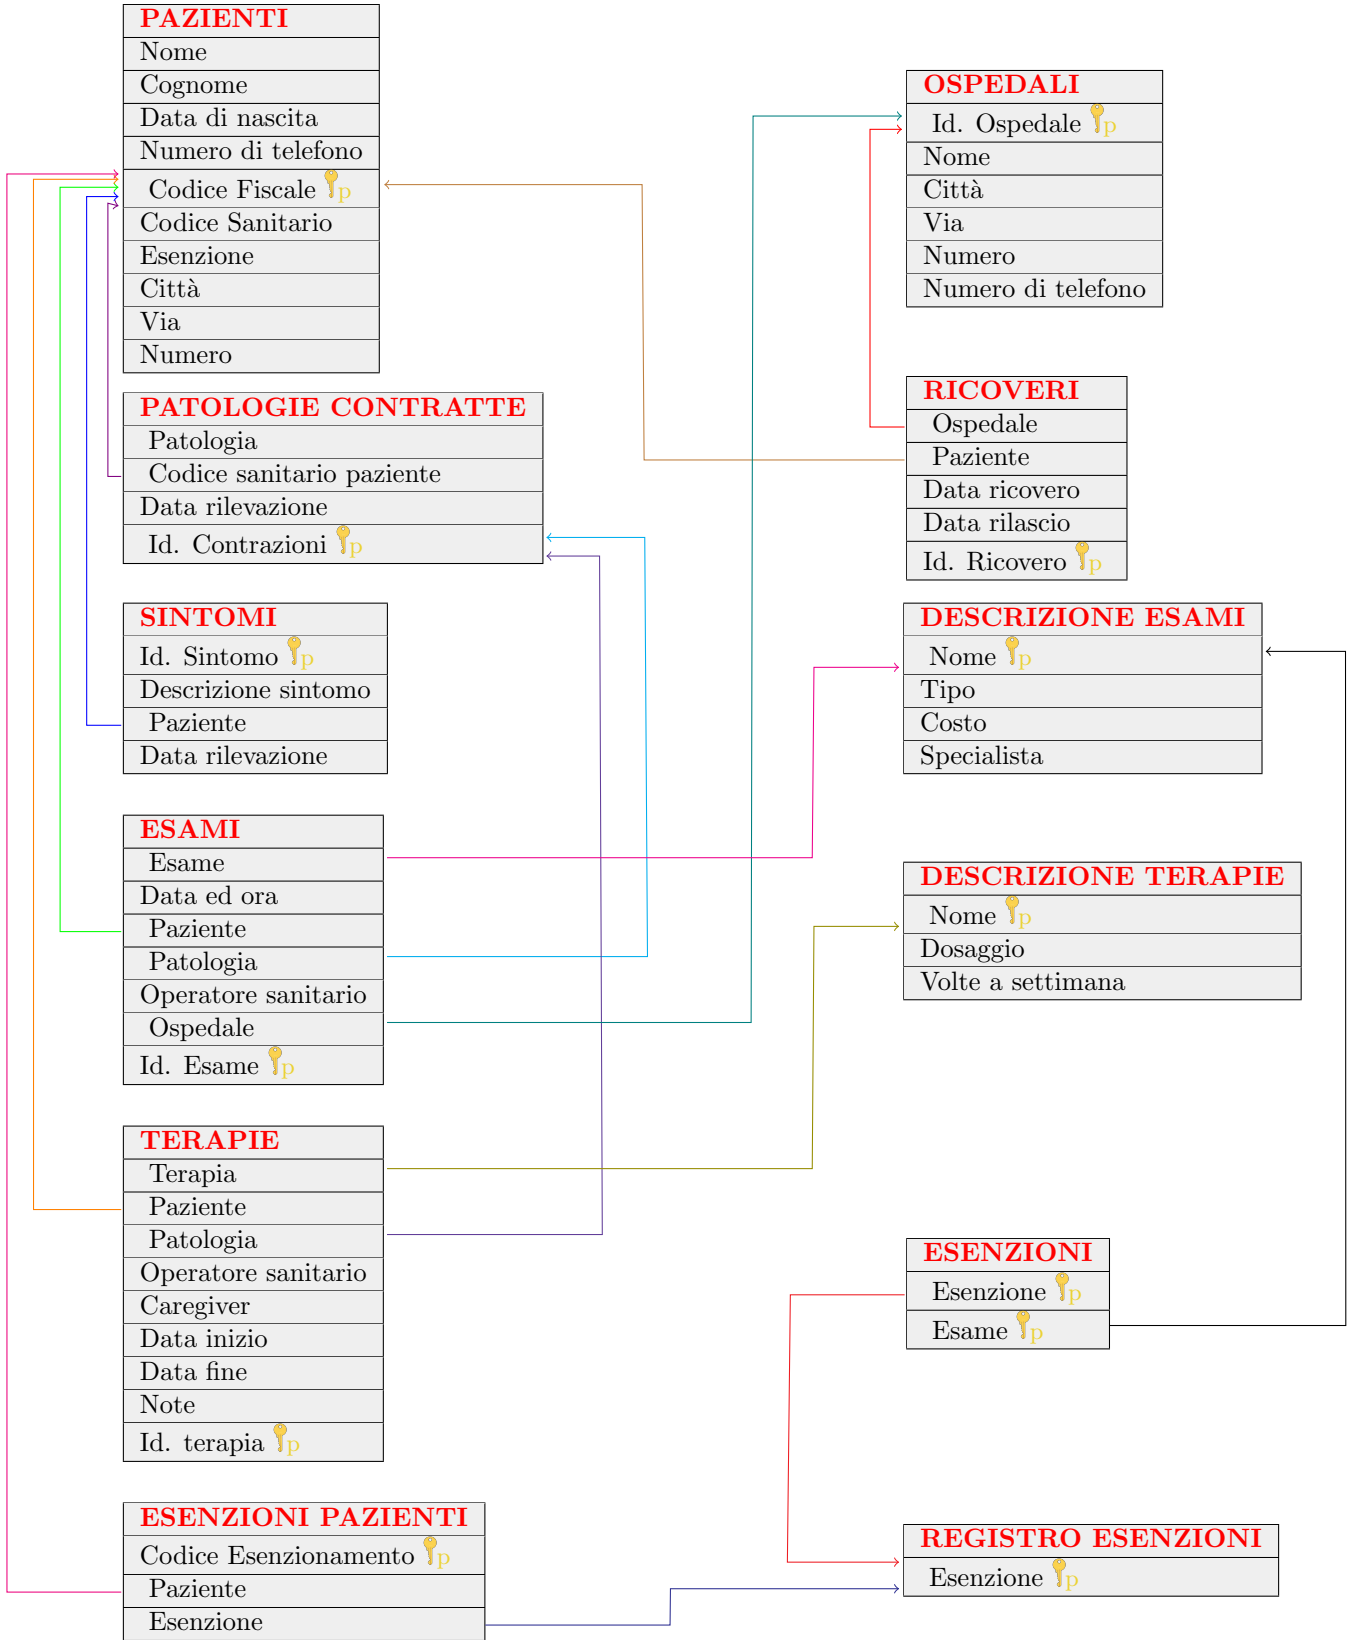 PAZIENTI
Nome
Cognome
Data di nascita
Numero di telefono
Codice Fiscale p
Codice Sanitario
Esenzione
Città
Via
Numero
PATOLOGIE CONTRATTE
Patologia
Codice sanitario paziente
Data rilevazione
Id. Contrazioni p
SINTOMI
Id. Sintomo p
Descrizione sintomo
Paziente
Data rilevazione
ESAMI
Esame
Data ed ora
Paziente
Patologia
Operatore sanitario
Ospedale
Id. Esame p
TERAPIE
Terapia
Paziente
Patologia
Operatore sanitario
Caregiver
Data inizio
Data fine
Note
Id. terapia p
ESENZIONI PAZIENTI
Codice Esenzionamento p
Paziente
Esenzione
OSPEDALI
Id. Ospedale p
Nome
Città
Via
Numero
Numero di telefono
RICOVERI
Ospedale
Paziente
Data ricovero
Data rilascio
Id. Ricovero p
DESCRIZIONE ESAMI
Nome p
Tipo
Costo
Specialista
DESCRIZIONE TERAPIE
Nome p
Dosaggio
Volte a settimana
ESENZIONI
Esenzione p
Esame p
REGISTRO ESENZIONI
Esenzione p